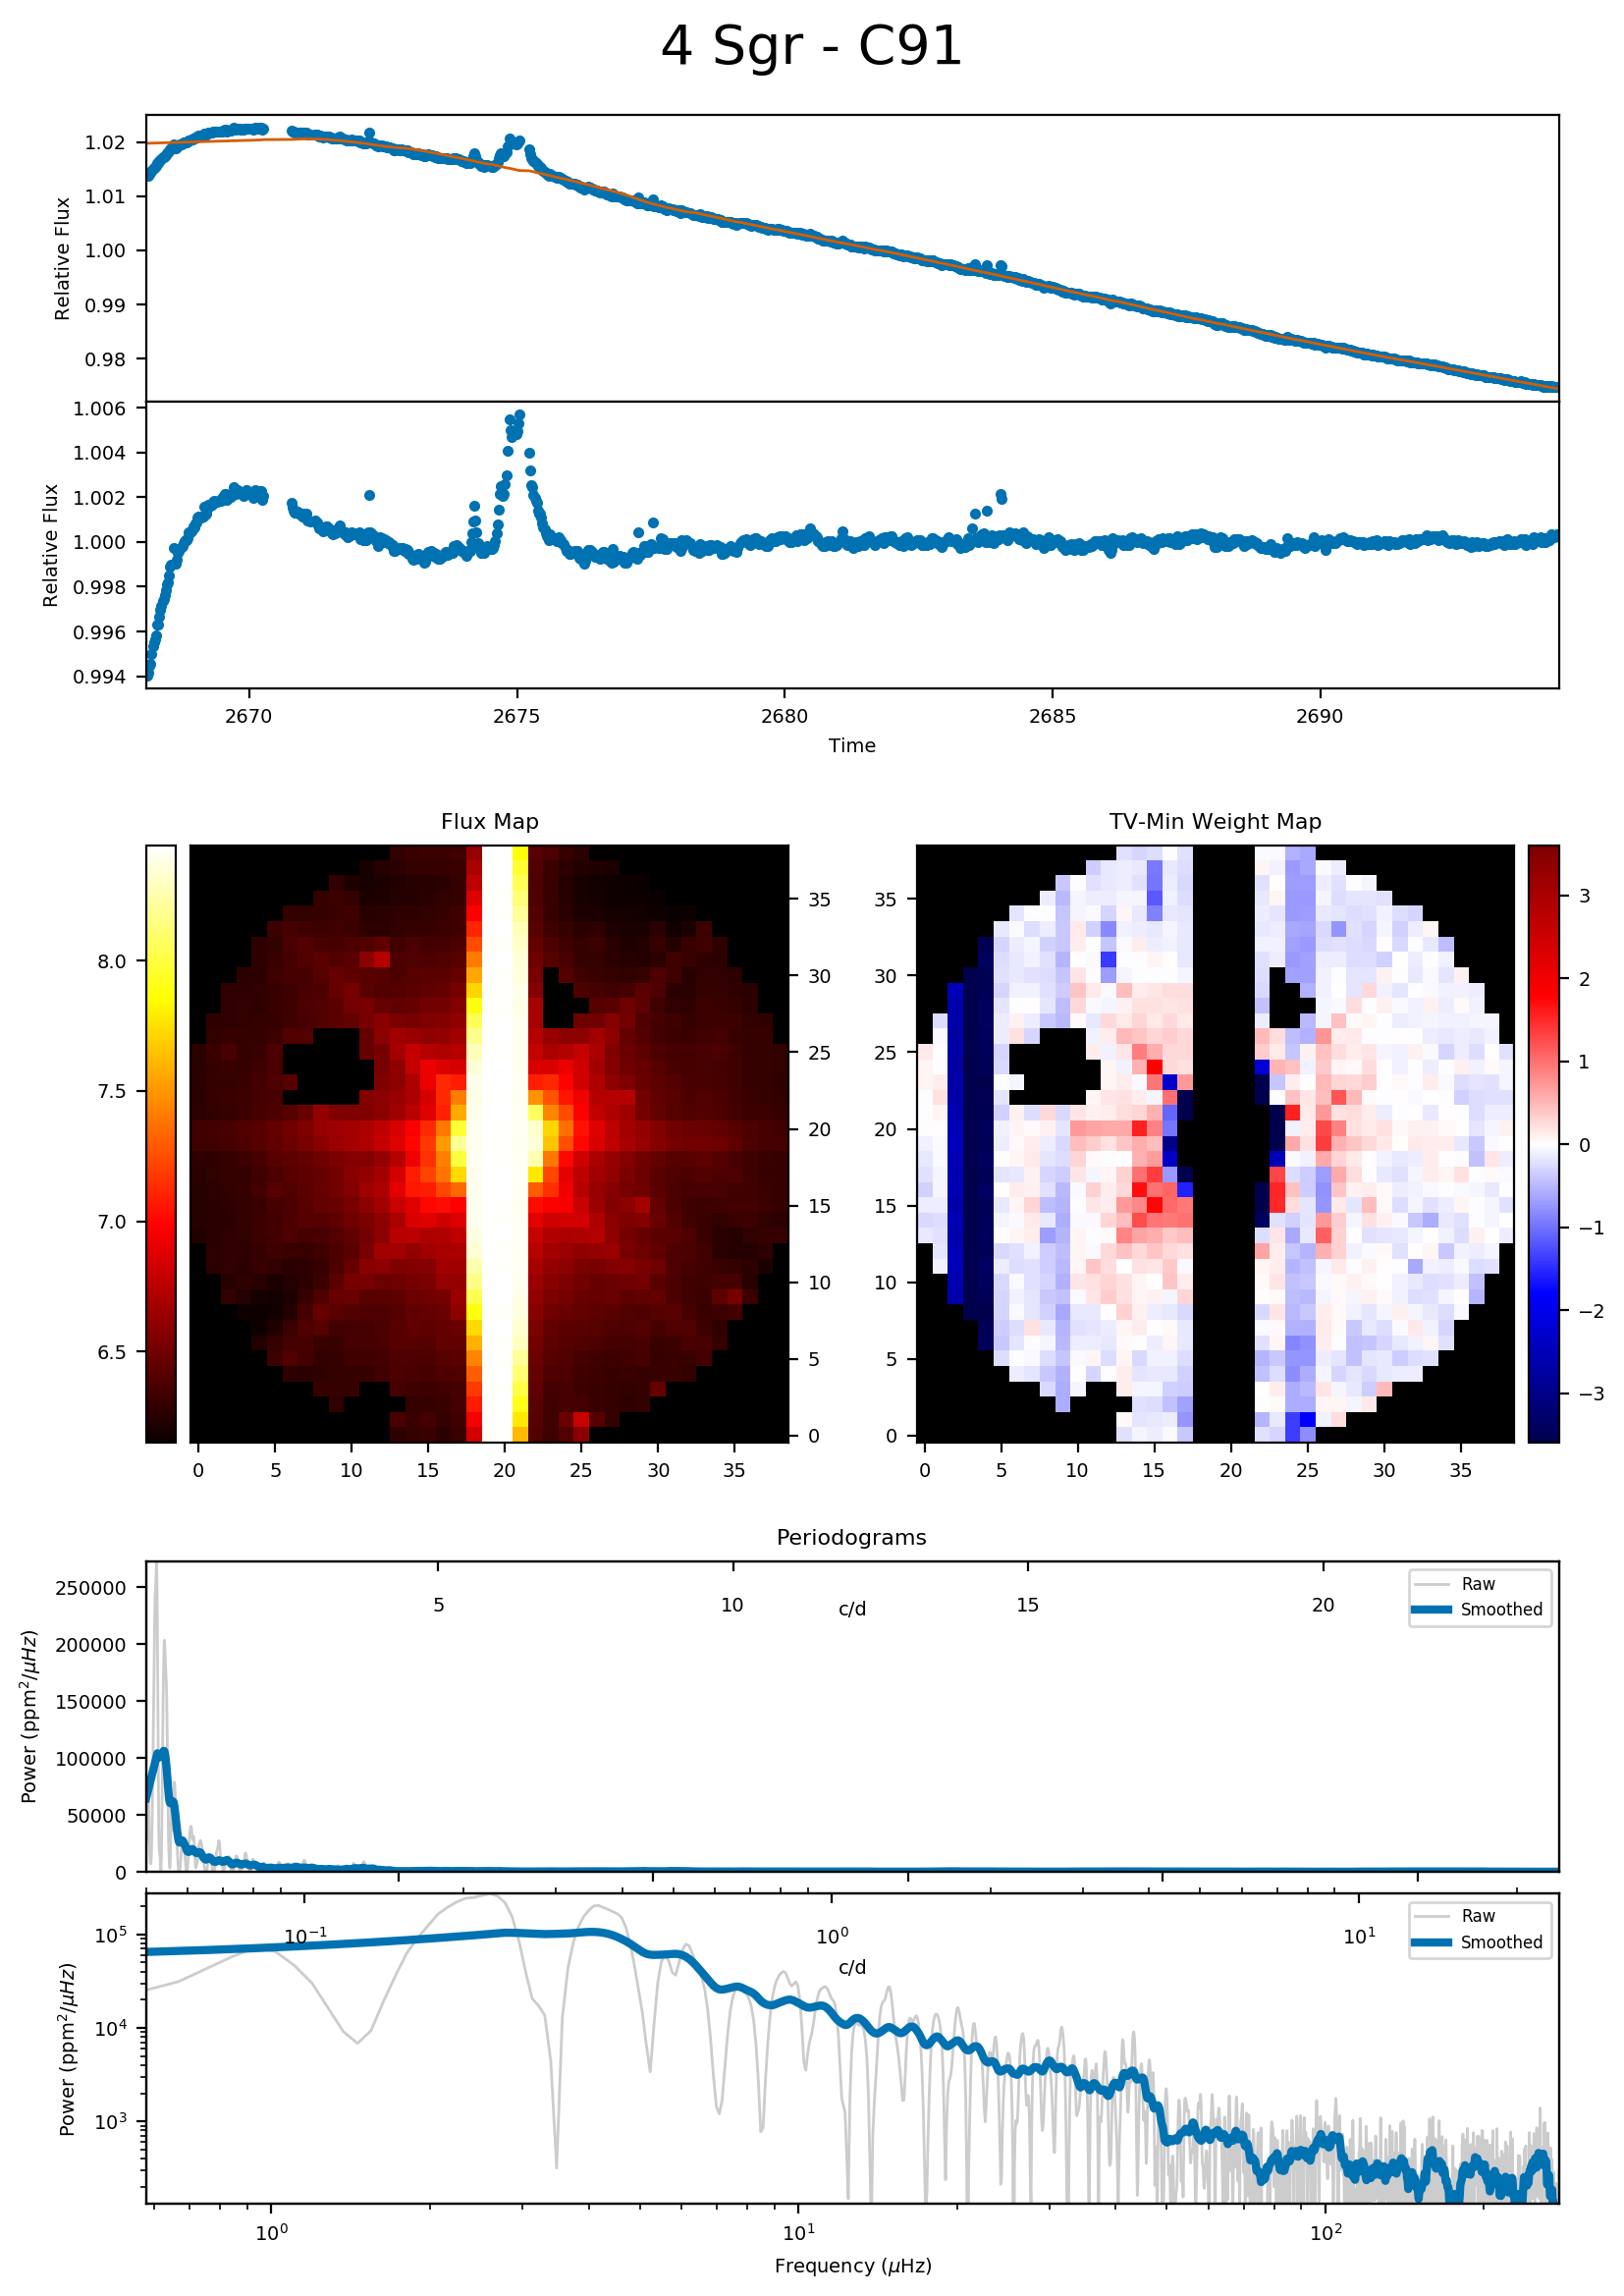 4 Sgr - C91
1.02
1.01
1.00
0.99
0.98
Relative Flux
1.006
1.004
1.002
1.000
0.998
0.996
0.994
Relative Flux
2670 2675 2680 2685 2690
Time
Flux Map
8.0
7.5
7.0
6.5
35
30
25
20
15
10
5
0
0 5 10 15 20 25 30 35
TV-Min Weight Map
35
30
25
20
15
10
5
0
0 5 10 15 20 25 30 35
3
2
1
0
−1
−2
−3
Periodograms
250000
200000
150000
100000
50000
0
Power (ppm²/μHz)
5 10 15 20
c/d
Raw
Smoothed
10⁵
10⁴
10³
Power (ppm²/μHz)
10⁻¹ 10⁰ 10¹
c/d
Raw
Smoothed
10⁰ 10¹ 10²
Frequency (μHz)